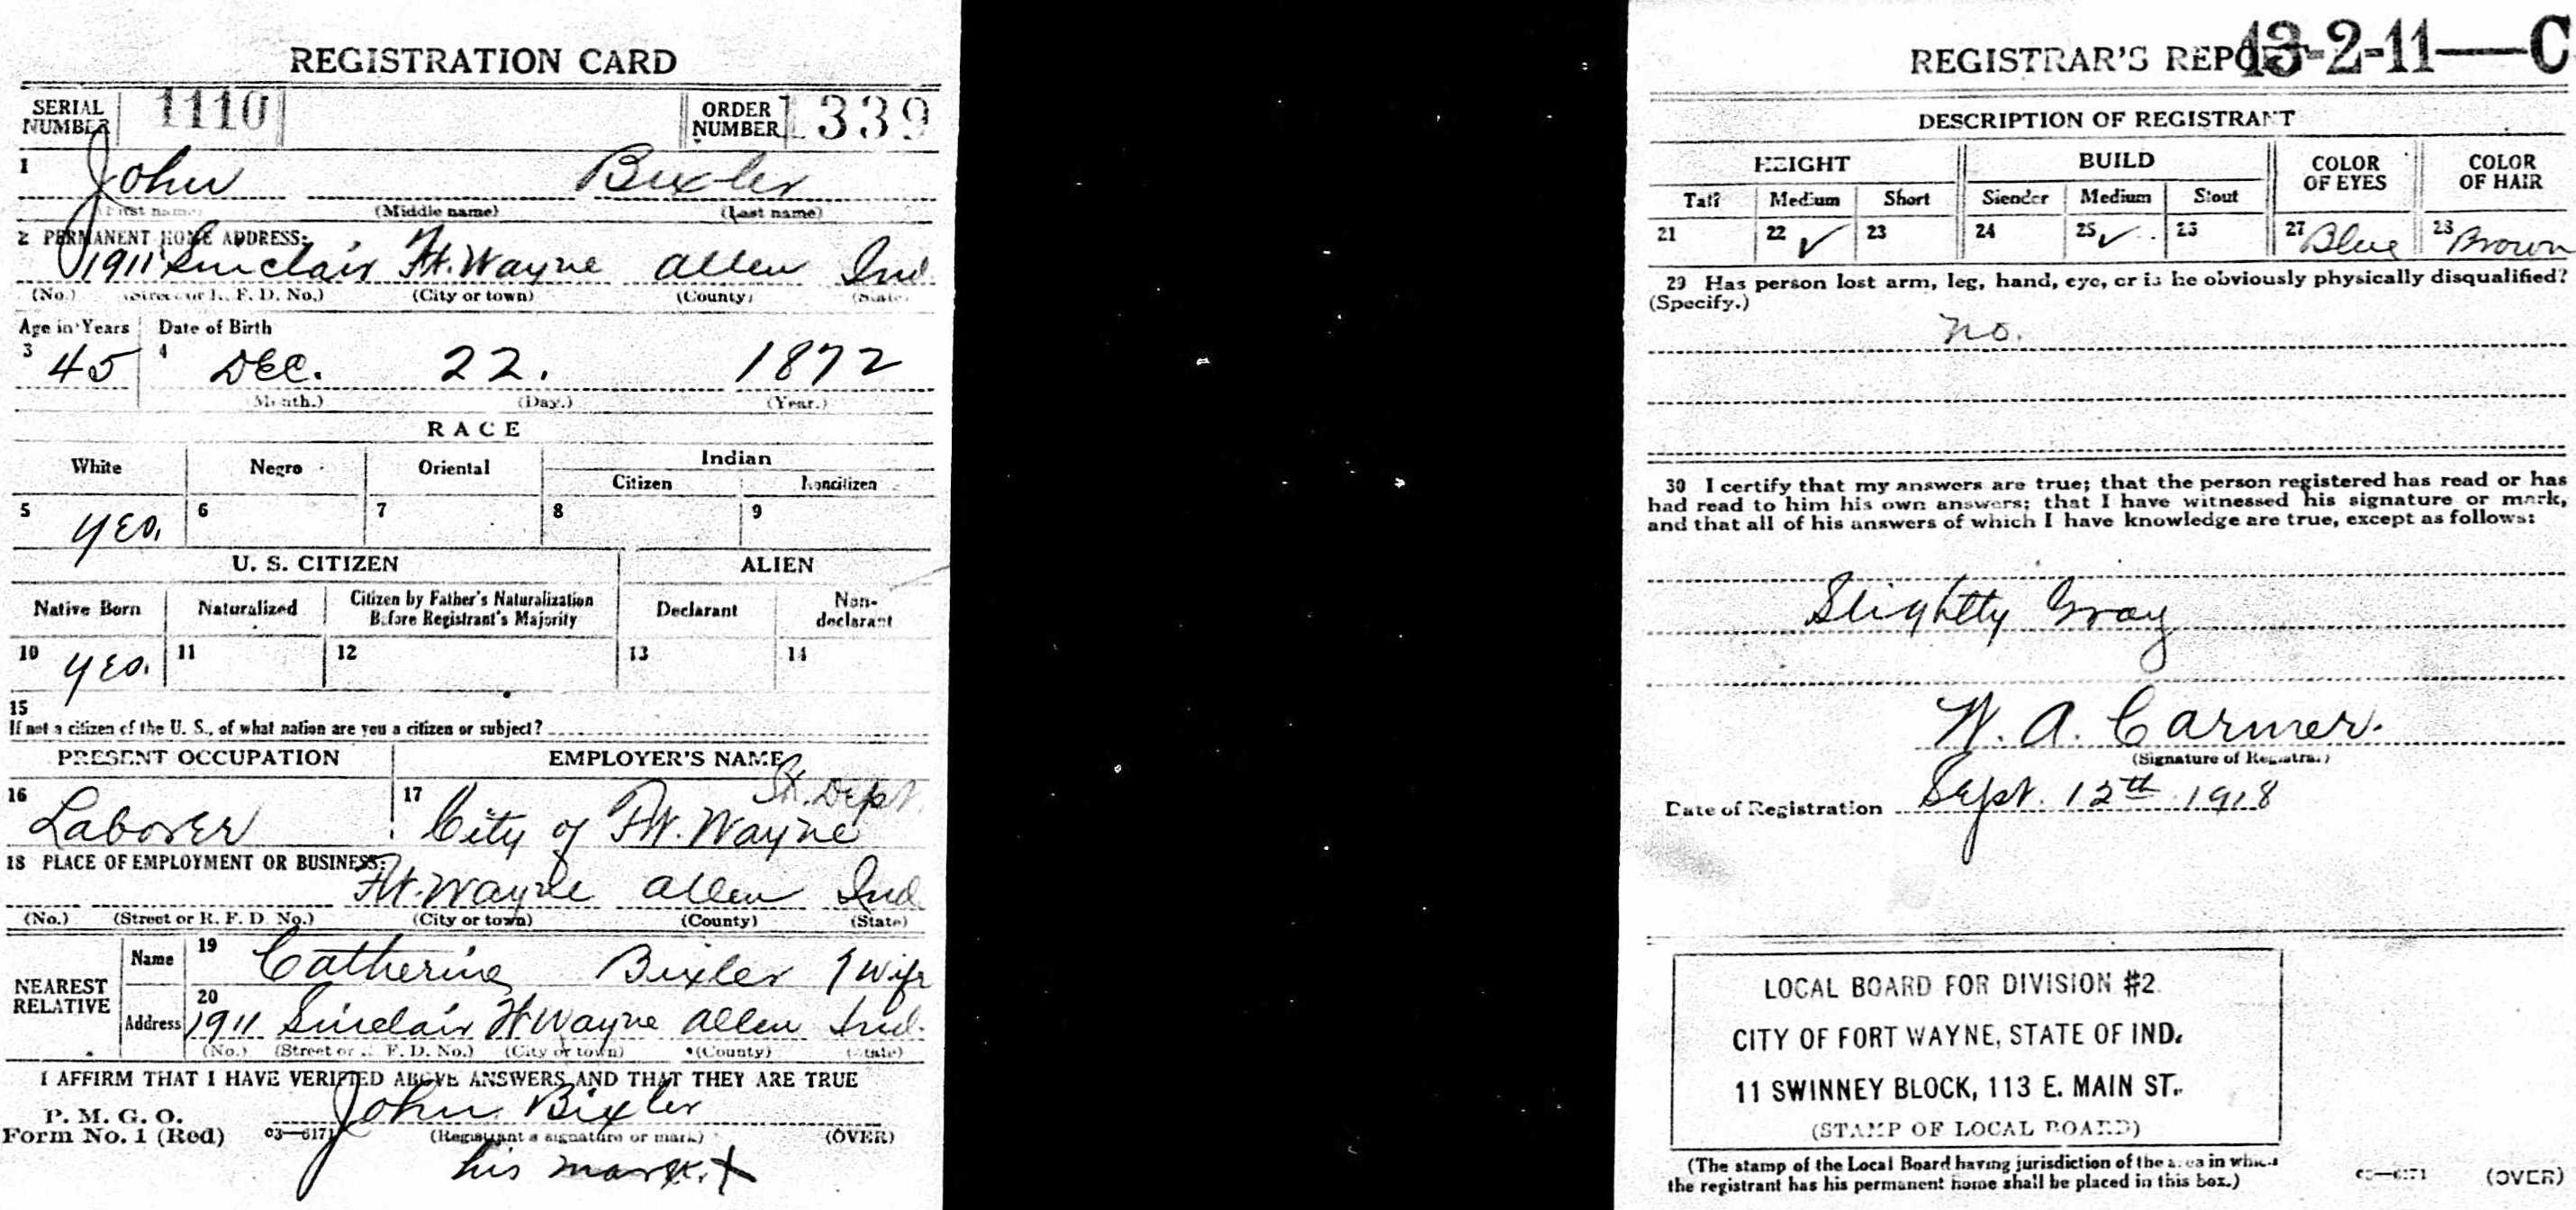 REGISTRATION CARD
SERIAL NUMBER 1110 ORDER NUMBER 1339
1 John Bixler
(First name) (Middle name) (Last name)
2 PERMANENT HOME ADDRESS:
1911 Sinclair Ft. Wayne Allen Ind
(No.) (Street or R. F. D. No.) (City or town) (County) (State)
Age in Years Date of Birth
3 45 4 Dec. 22. 1872
(Month.) (Day.) (Year.)
RACE
White Negro Oriental Indian
Citizen Noncitizen
5 Yes. 6 7 8 9
U. S. CITIZEN ALIEN
Native Born Naturalized Citizen by Father's Naturalization Before Registrant's Majority Declarant Non-declarant
10 Yes. 11 12 13 14
15
If not a citizen of the U. S., of what nation are you a citizen or subject?
PRESENT OCCUPATION EMPLOYER'S NAME
St. Dept.
16 Laborer 17 City of Ft. Wayne
18 PLACE OF EMPLOYMENT OR BUSINESS:
Ft. Wayne Allen Ind
(No.) (Street or R. F. D. No.) (City or town) (County) (State)
NEAREST RELATIVE
Name 19 Catherine Bixler Wife
20
Address 1911 Sinclair Ft Wayne Allen Ind.
(No.) (Street or R. F. D. No.) (City or town) (County) (State)
I AFFIRM THAT I HAVE VERIFIED ABOVE ANSWERS AND THAT THEY ARE TRUE
P. M. G. O.
Form No. 1 (Red) 03—6171 John Bixler
(Registrant's signature or mark) (OVER)
his mark. X
REGISTRAR'S REPORT 13-2-11—C
DESCRIPTION OF REGISTRANT
HEIGHT BUILD COLOR OF EYES COLOR OF HAIR
Tall Medium Short Slender Medium Stout
21 22 ✓ 23 24 25 ✓ 26 27 Blue 28 Brown
29 Has person lost arm, leg, hand, eye, or is he obviously physically disqualified?
(Specify.)
no.
30 I certify that my answers are true; that the person registered has read or has
had read to him his own answers; that I have witnessed his signature or mark,
and that all of his answers of which I have knowledge are true, except as follows:
Slightly Gray
W. A. Carmer.
(Signature of Registrar)
Date of Registration Sept. 12th 1918
LOCAL BOARD FOR DIVISION #2
CITY OF FORT WAYNE, STATE OF IND.
11 SWINNEY BLOCK, 113 E. MAIN ST.
(STAMP OF LOCAL BOARD)
(The stamp of the Local Board having jurisdiction of the area in which
the registrant has his permanent home shall be placed in this box.)
03—6171 (OVER)